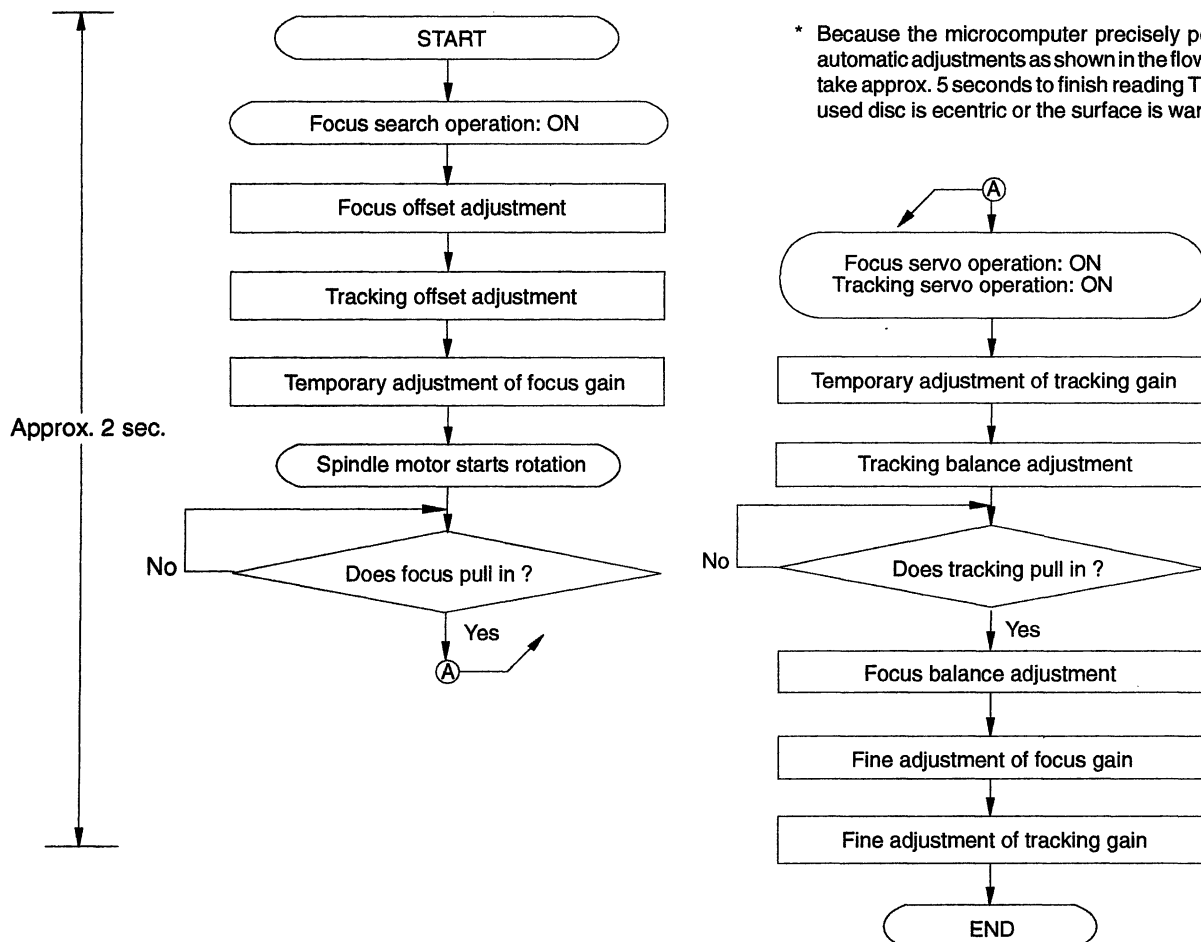 START
Focus search operation: ON
Focus offset adjustment
Tracking offset adjustment
Temporary adjustment of focus gain
Approx. 2 sec.
Spindle motor starts rotation
No
Does focus pull in ?
Yes
A
* Because the microcomputer precisely
automatic adjustments as shown in the flow
take approx. 5 seconds to finish reading T
used disc is ecentric or the surface is
A
Focus servo operation: ON
Tracking servo operation: ON
Temporary adjustment of tracking gain
Tracking balance adjustment
No
Does tracking pull in ?
Yes
Focus balance adjustment
Fine adjustment of focus gain
Fine adjustment of tracking gain
END